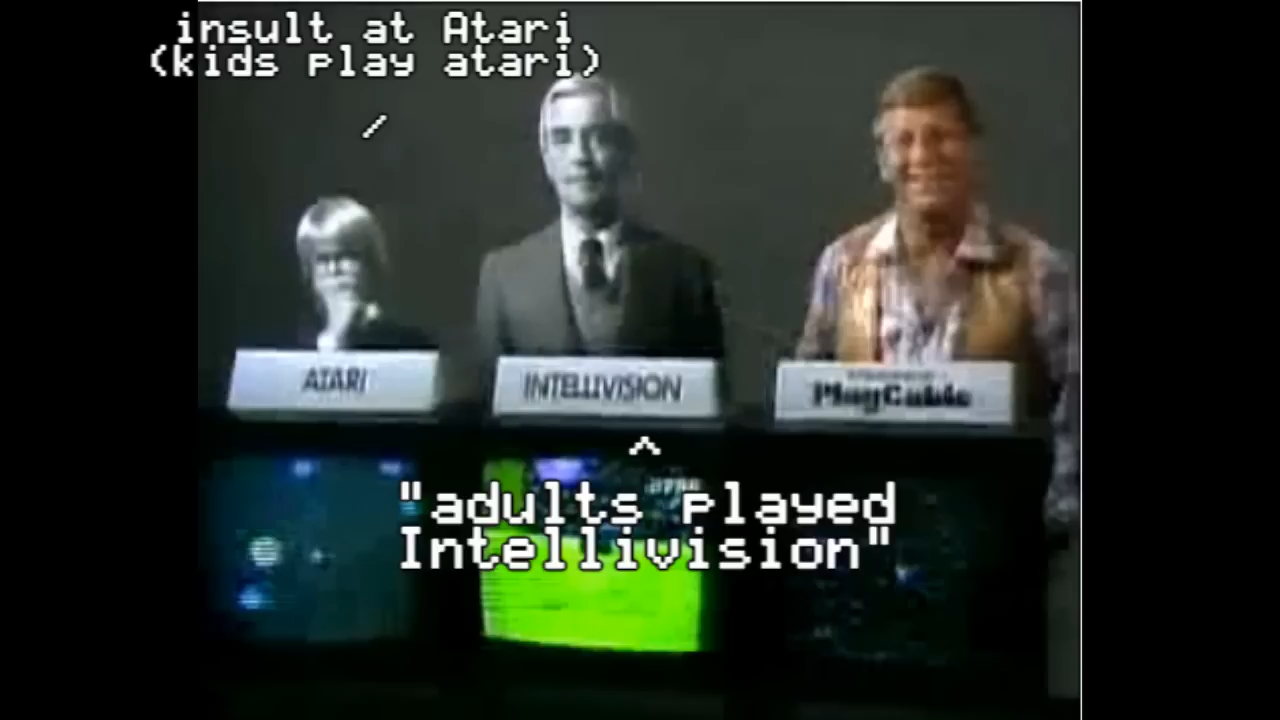 insult at Atari
(kids play atari)
ATARI
INTELLIVISION
PlayCable
"adults played
Intellivision"